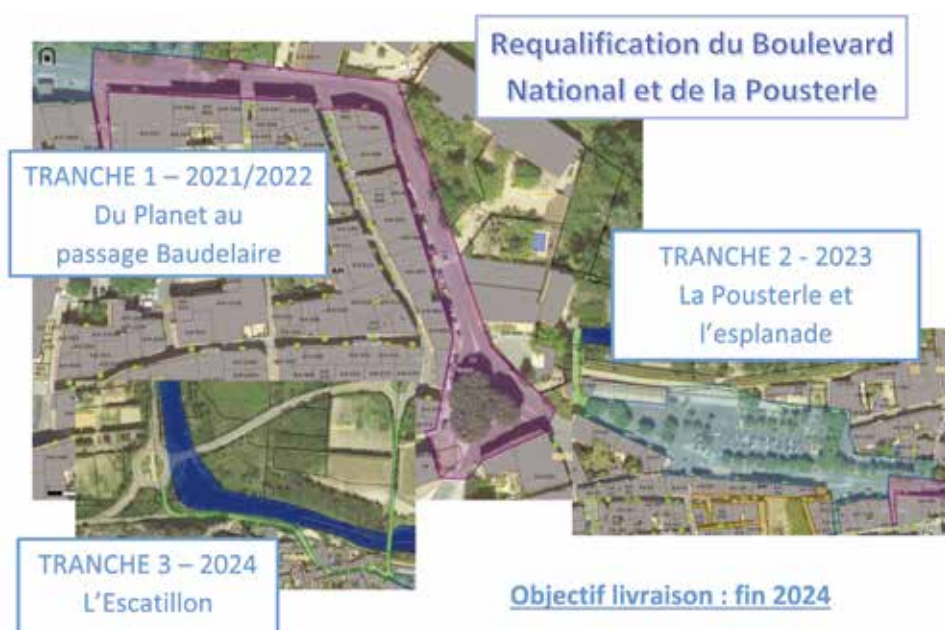 Requalification du Boulevard
National et de la Pousterle
TRANCHE 1 – 2021/2022
Du Planet au
passage Baudelaire
TRANCHE 2 - 2023
La Pousterle et
l'esplanade
TRANCHE 3 – 2024
L'Escatillon
Objectif livraison : fin 2024